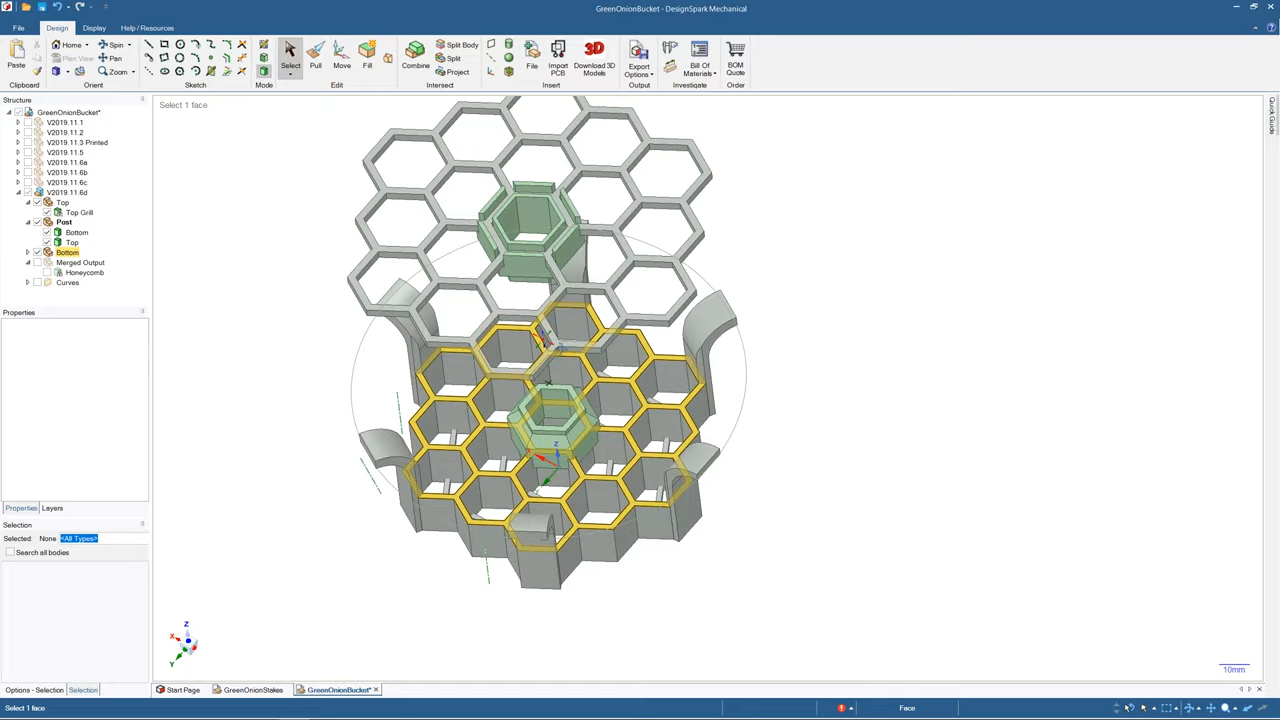 GreenOnionBucket - DesignSpark Mechanical
File Design Display Help / Resources
Paste Home Spin Plan View Pan Zoom Select Pull Move Fill Combine Split Body Split Project File Import PCB 3D Download 3D Models Export Options Bill Of Materials BOM Quote
Clipboard Orient Sketch Mode Edit Intersect Insert Output Investigate Order
Structure
Select 1 face
Quick Guide
GreenOnionBucket*
V2019.11.1
V2019.11.2
V2019.11.3 Printed
V2019.11.5
V2019.11.6a
V2019.11.6b
V2019.11.6c
V2019.11.6d
Top
Top Grill
Post
Bottom
Top
Bottom
Merged Output
Honeycomb
Curves
Properties
Z
Properties Layers
Selection
Selected: None <All Types>
Search all bodies
Z
X
Y
10mm
Options - Selection Selection Start Page GreenOnionStakes GreenOnionBucket*
Select 1 face Face